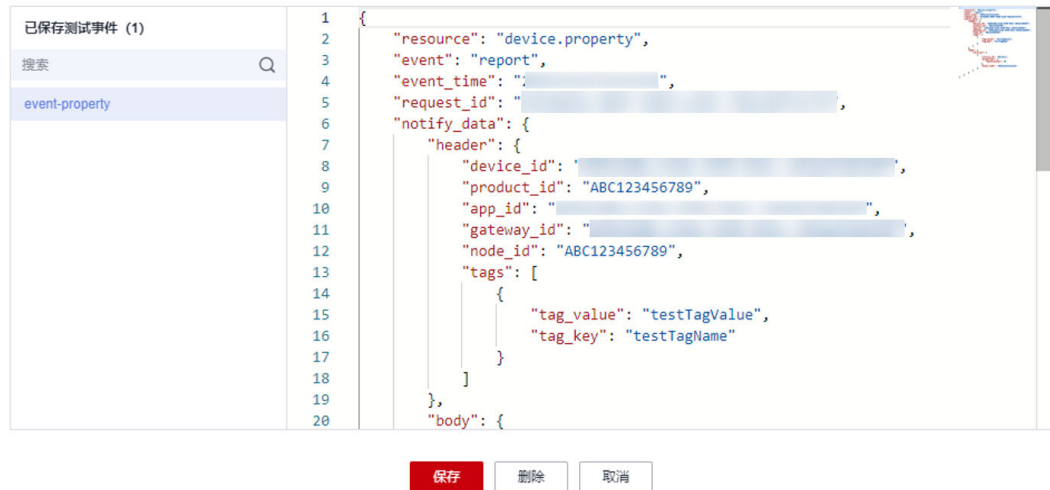 已保存测试事件 (1)
搜索
event-property
1 {
2 "resource": "device.property",
3 "event": "report",
4 "event_time": " ",
5 "request_id": " ",
6 "notify_data": {
7 "header": {
8 "device_id": " ",
9 "product_id": "ABC123456789",
10 "app_id": " ",
11 "gateway_id": " ",
12 "node_id": "ABC123456789",
13 "tags": [
14 {
15 "tag_value": "testTagValue",
16 "tag_key": "testTagName"
17 }
18 ]
19 },
20 "body": {
保存 删除 取消